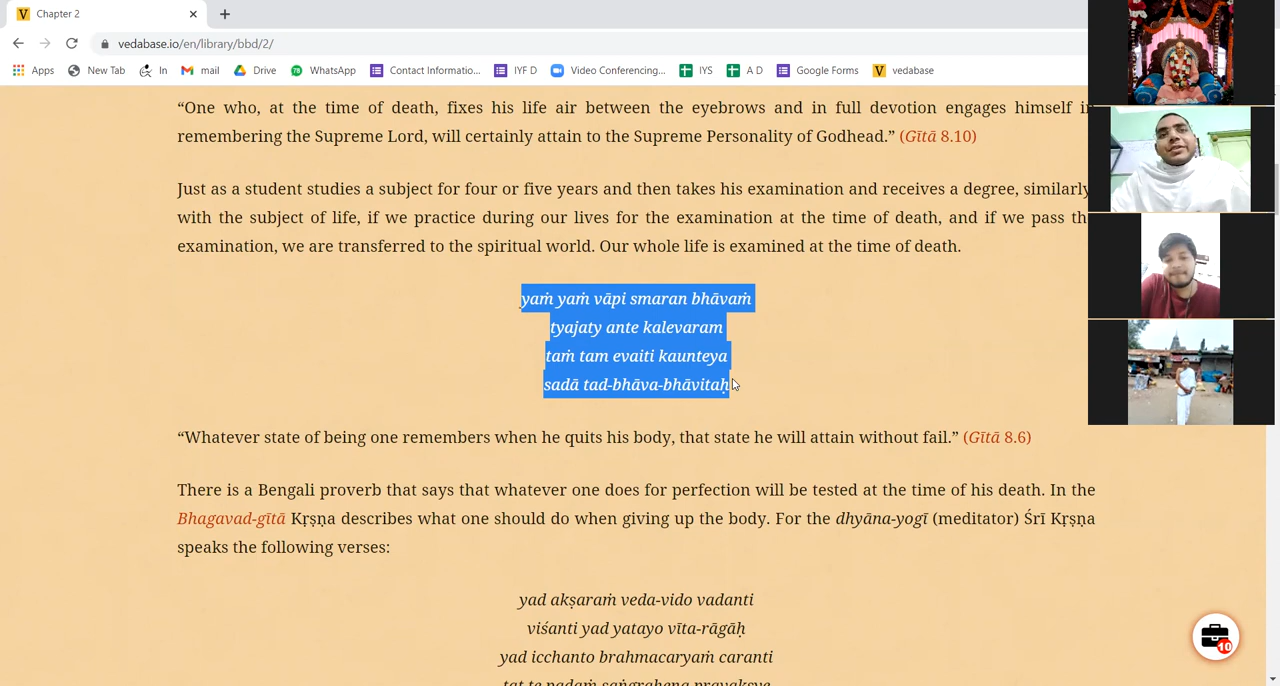 Chapter 2
vedabase.io/en/library/bbd/2/
Apps New Tab In mail Drive WhatsApp Contact Informatio... IYF D Video Conferencing... IYS A D Google Forms vedabase
“One who, at the time of death, fixes his life air between the eyebrows and in full devotion engages himself
remembering the Supreme Lord, will certainly attain to the Supreme Personality of Godhead.” (Gītā 8.10)
Just as a student studies a subject for four or five years and then takes his examination and receives a degree, similarly
with the subject of life, if we practice during our lives for the examination at the time of death, and if we pass
examination, we are transferred to the spiritual world. Our whole life is examined at the time of death.
yaṁ yaṁ vāpi smaran bhāvaṁ
tyajaty ante kalevaram
taṁ tam evaiti kaunteya
sadā tad-bhāva-bhāvitaḥ
“Whatever state of being one remembers when he quits his body, that state he will attain without fail.” (Gītā 8.6)
There is a Bengali proverb that says that whatever one does for perfection will be tested at the time of his death. In the
Bhagavad-gītā Kṛṣṇa describes what one should do when giving up the body. For the dhyāna-yogī (meditator) Śrī Kṛṣṇa
speaks the following verses:
yad akṣaraṁ veda-vido vadanti
viśanti yad yatayo vīta-rāgāḥ
yad icchanto brahmacaryaṁ caranti
tat te padaṁ saṅgraheṇa pravakṣye
10